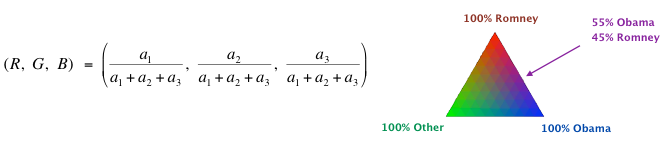 (R, G, B) = (a₁ / (a₁ + a₂ + a₃), a₂ / (a₁ + a₂ + a₃), a₃ / (a₁ + a₂ + a₃))
100% Romney
55% Obama
45% Romney
100% Other
100% Obama